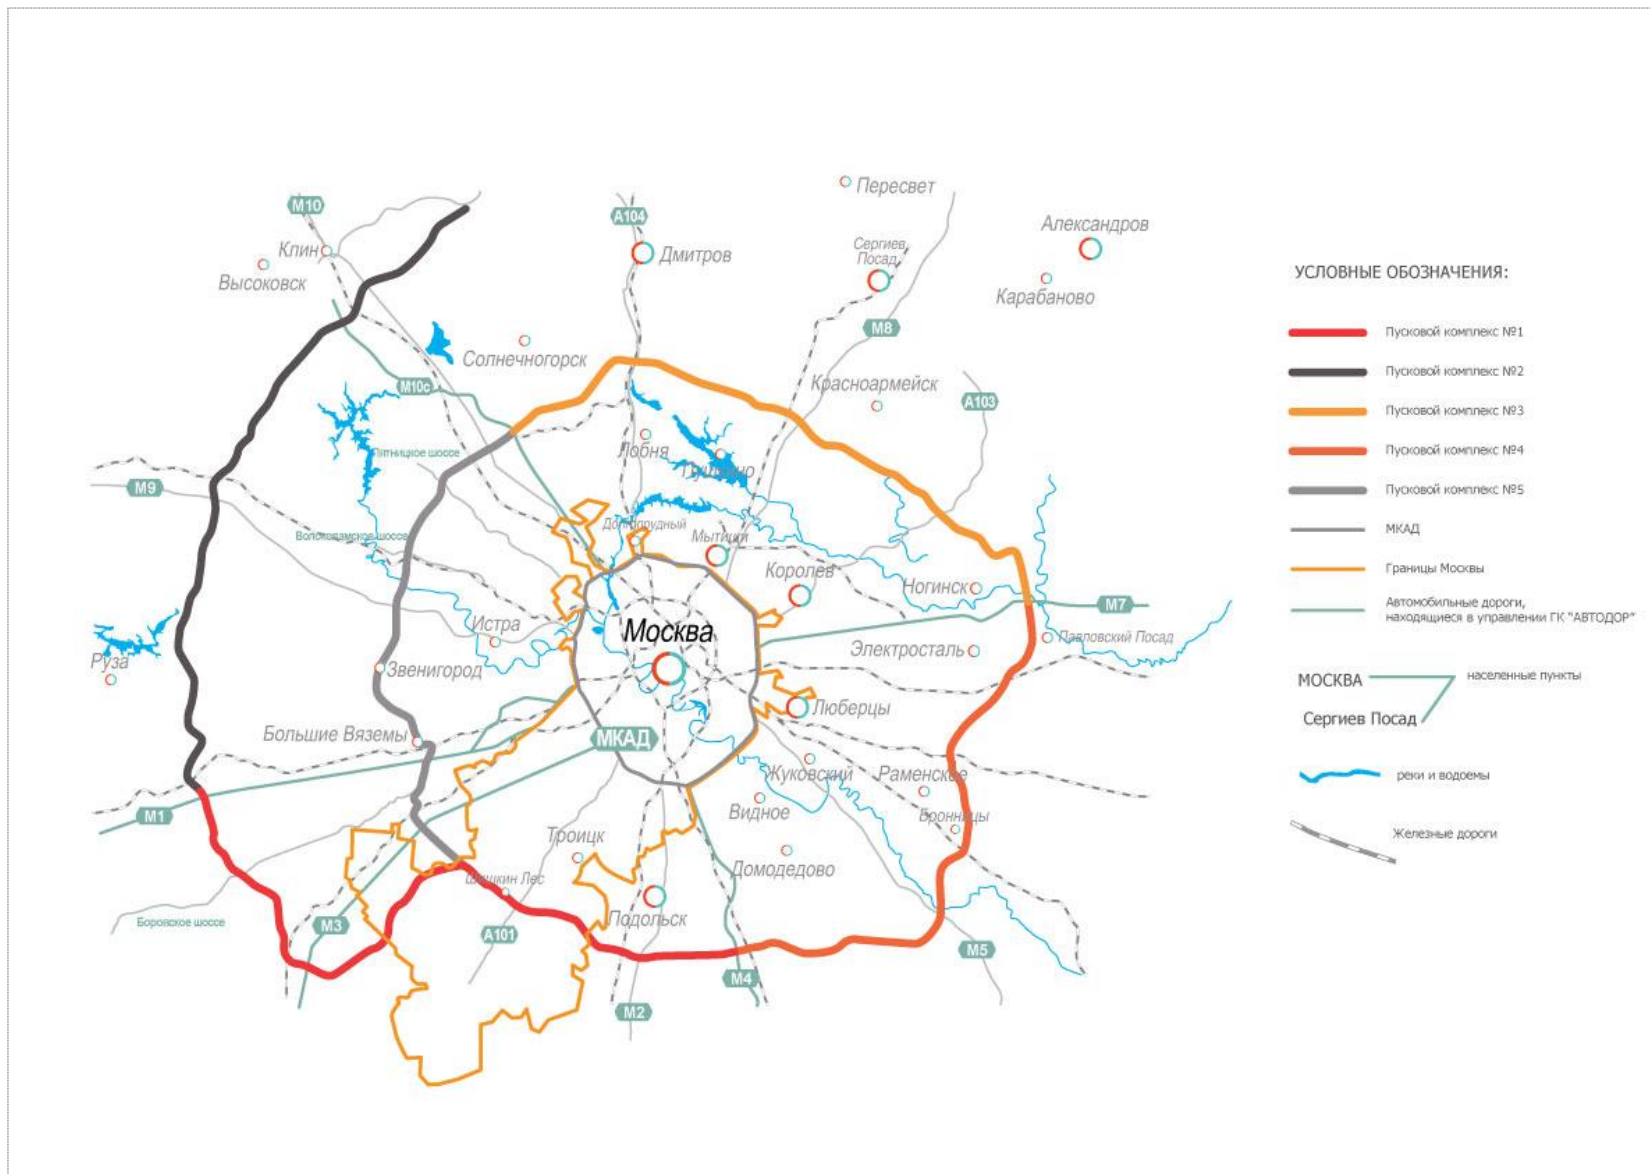 Пересвет
М10
А104
Александров
Клин
Сергиев
Посад
Дмитров
Высоковск
Карабаново
М8
Солнечногорск
М10с
Красноармейск
А103
Лобня
Пятницкое шоссе
Пушкино
М9
Долгопрудный
Мытищи
Волоколамское шоссе
Королев
Ногинск
М7
Истра
Москва
Павловский Посад
Руза
Звенигород
Электросталь
Люберцы
Большие Вяземы
МКАД
Жуковский
Раменское
М1
Видное
Бронницы
Троицк
Домодедово
Шишкин Лес
Подольск
Боровское шоссе
М3
А101
М5
М4
М2
УСЛОВНЫЕ ОБОЗНАЧЕНИЯ:
Пусковой комплекс №1
Пусковой комплекс №2
Пусковой комплекс №3
Пусковой комплекс №4
Пусковой комплекс №5
МКАД
Границы Москвы
Автомобильные дороги,
находящиеся в управлении ГК "АВТОДОР"
МОСКВА
населенные пункты
Сергиев Посад
реки и водоемы
Железные дороги